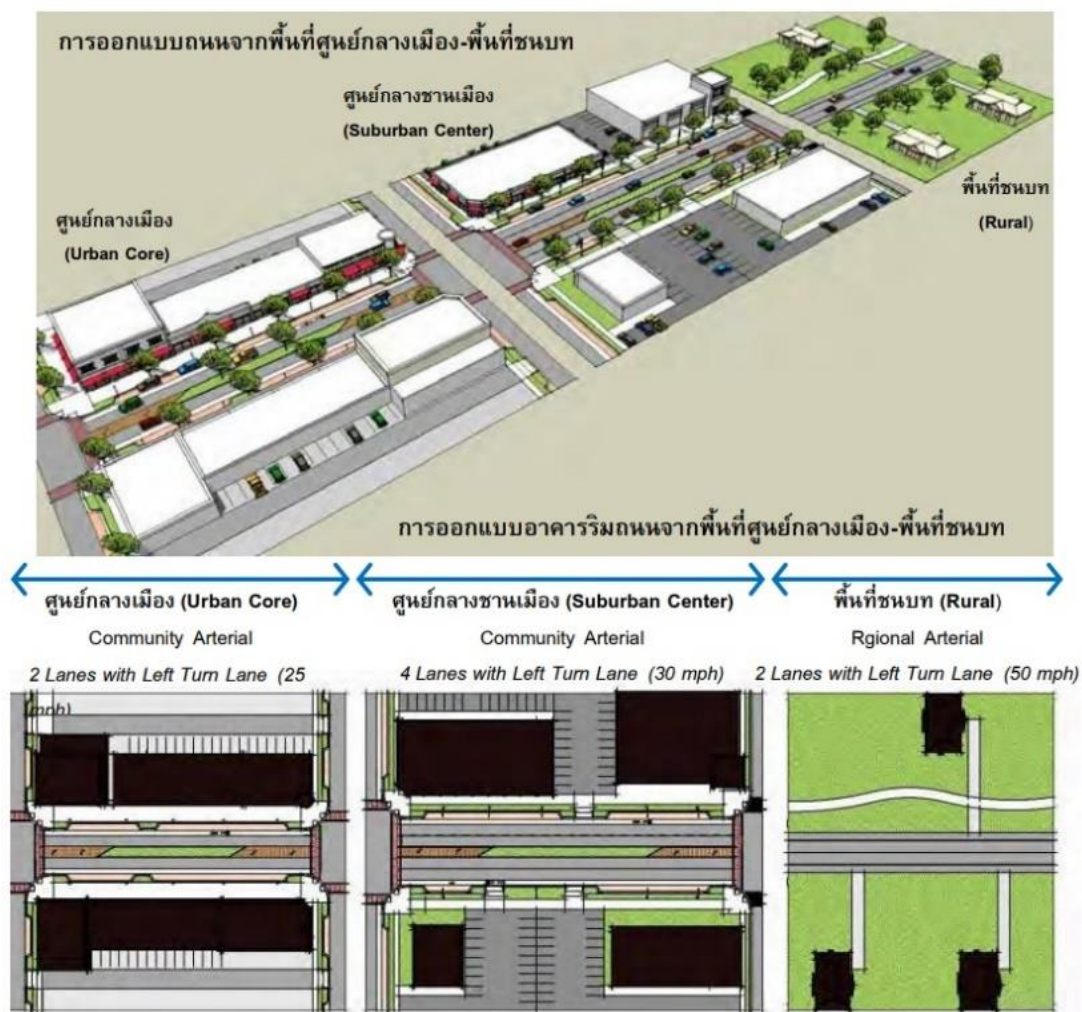 การออกแบบถนนจากพื้นที่ศูนย์กลางเมือง-พื้นที่ชนบท
ศูนย์กลางชานเมือง
(Suburban Center)
พื้นที่ชนบท
(Rural)
ศูนย์กลางเมือง
(Urban Core)
การออกแบบอาคารริมถนนจากพื้นที่ศูนย์กลางเมือง-พื้นที่ชนบท
ศูนย์กลางเมือง (Urban Core)
Community Arterial
2 Lanes with Left Turn Lane (25
mph)
ศูนย์กลางชานเมือง (Suburban Center)
Community Arterial
4 Lanes with Left Turn Lane (30 mph)
พื้นที่ชนบท (Rural)
Rgional Arterial
2 Lanes with Left Turn Lane (50 mph)